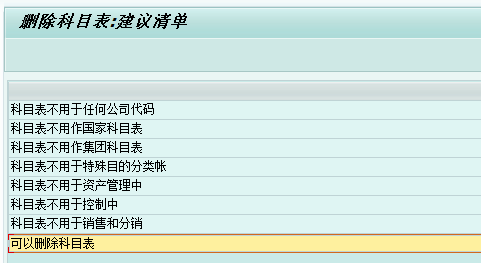 删除科目表:建议清单
科目表不用于任何公司代码
科目表不用作国家科目表
科目表不用作集团科目表
科目表不用于特殊目的分类帐
科目表不用于资产管理中
科目表不用于控制中
科目表不用于销售和分销
可以删除科目表